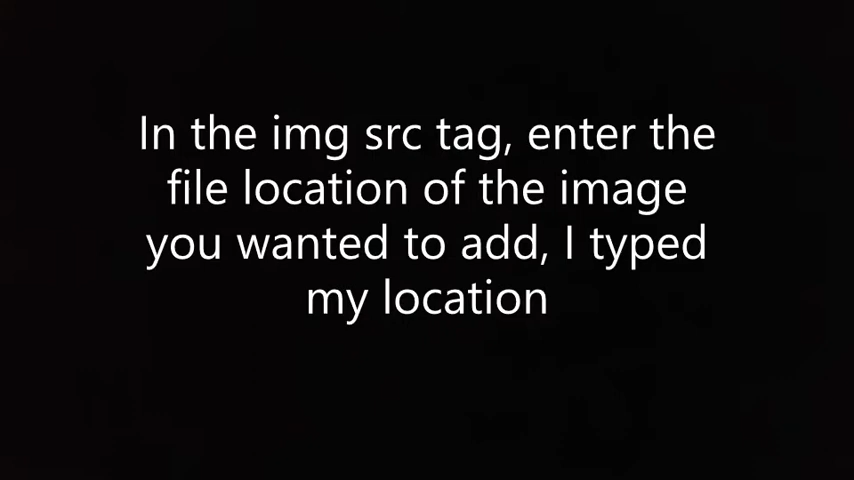 In the img src tag, enter the
file location of the image
you wanted to add, I typed
my location